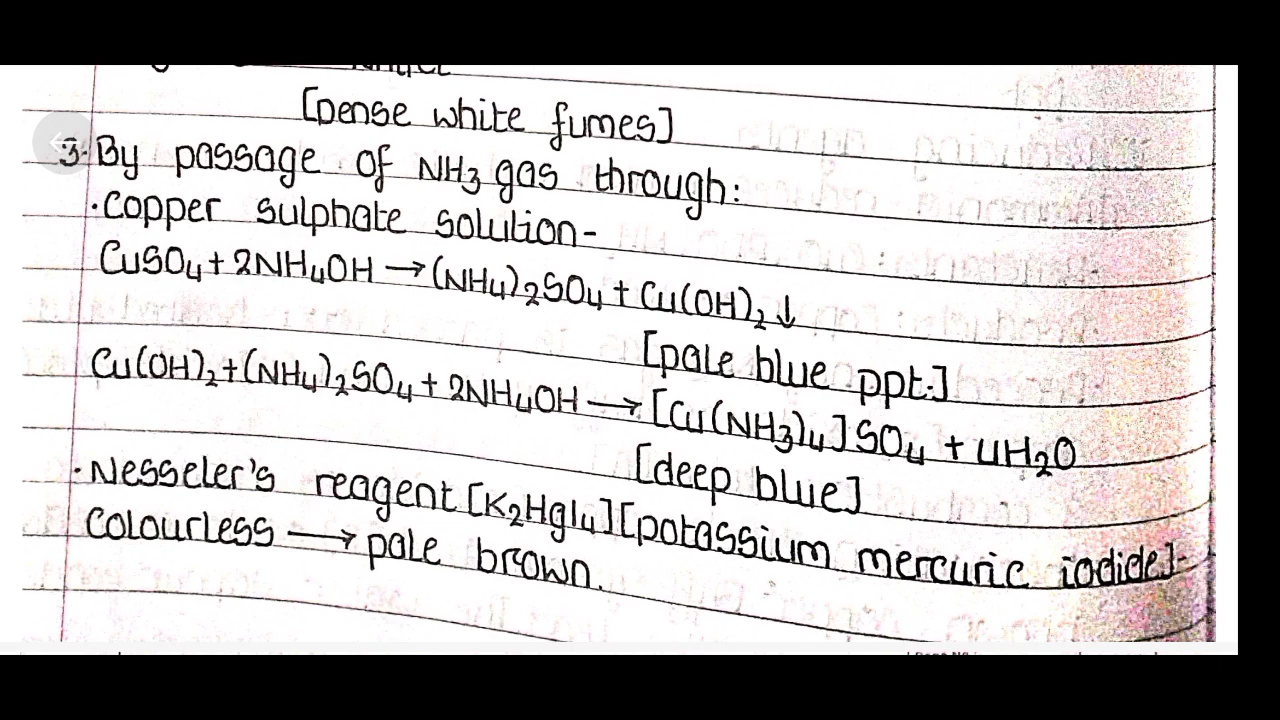 [Dense white fumes]
3. By passage of NH3 gas through:
· Copper sulphate solution-
CuSO4 + 2NH4OH → (NH4)2SO4 + Cu(OH)2↓
[pale blue ppt.]
Cu(OH)2 + (NH4)2SO4 + 2NH4OH → [Cu(NH3)4]SO4 + 4H2O
[deep blue]
· Nesseler's reagent [K2HgI4] [potassium mercuric iodide]-
Colourless → pale brown.